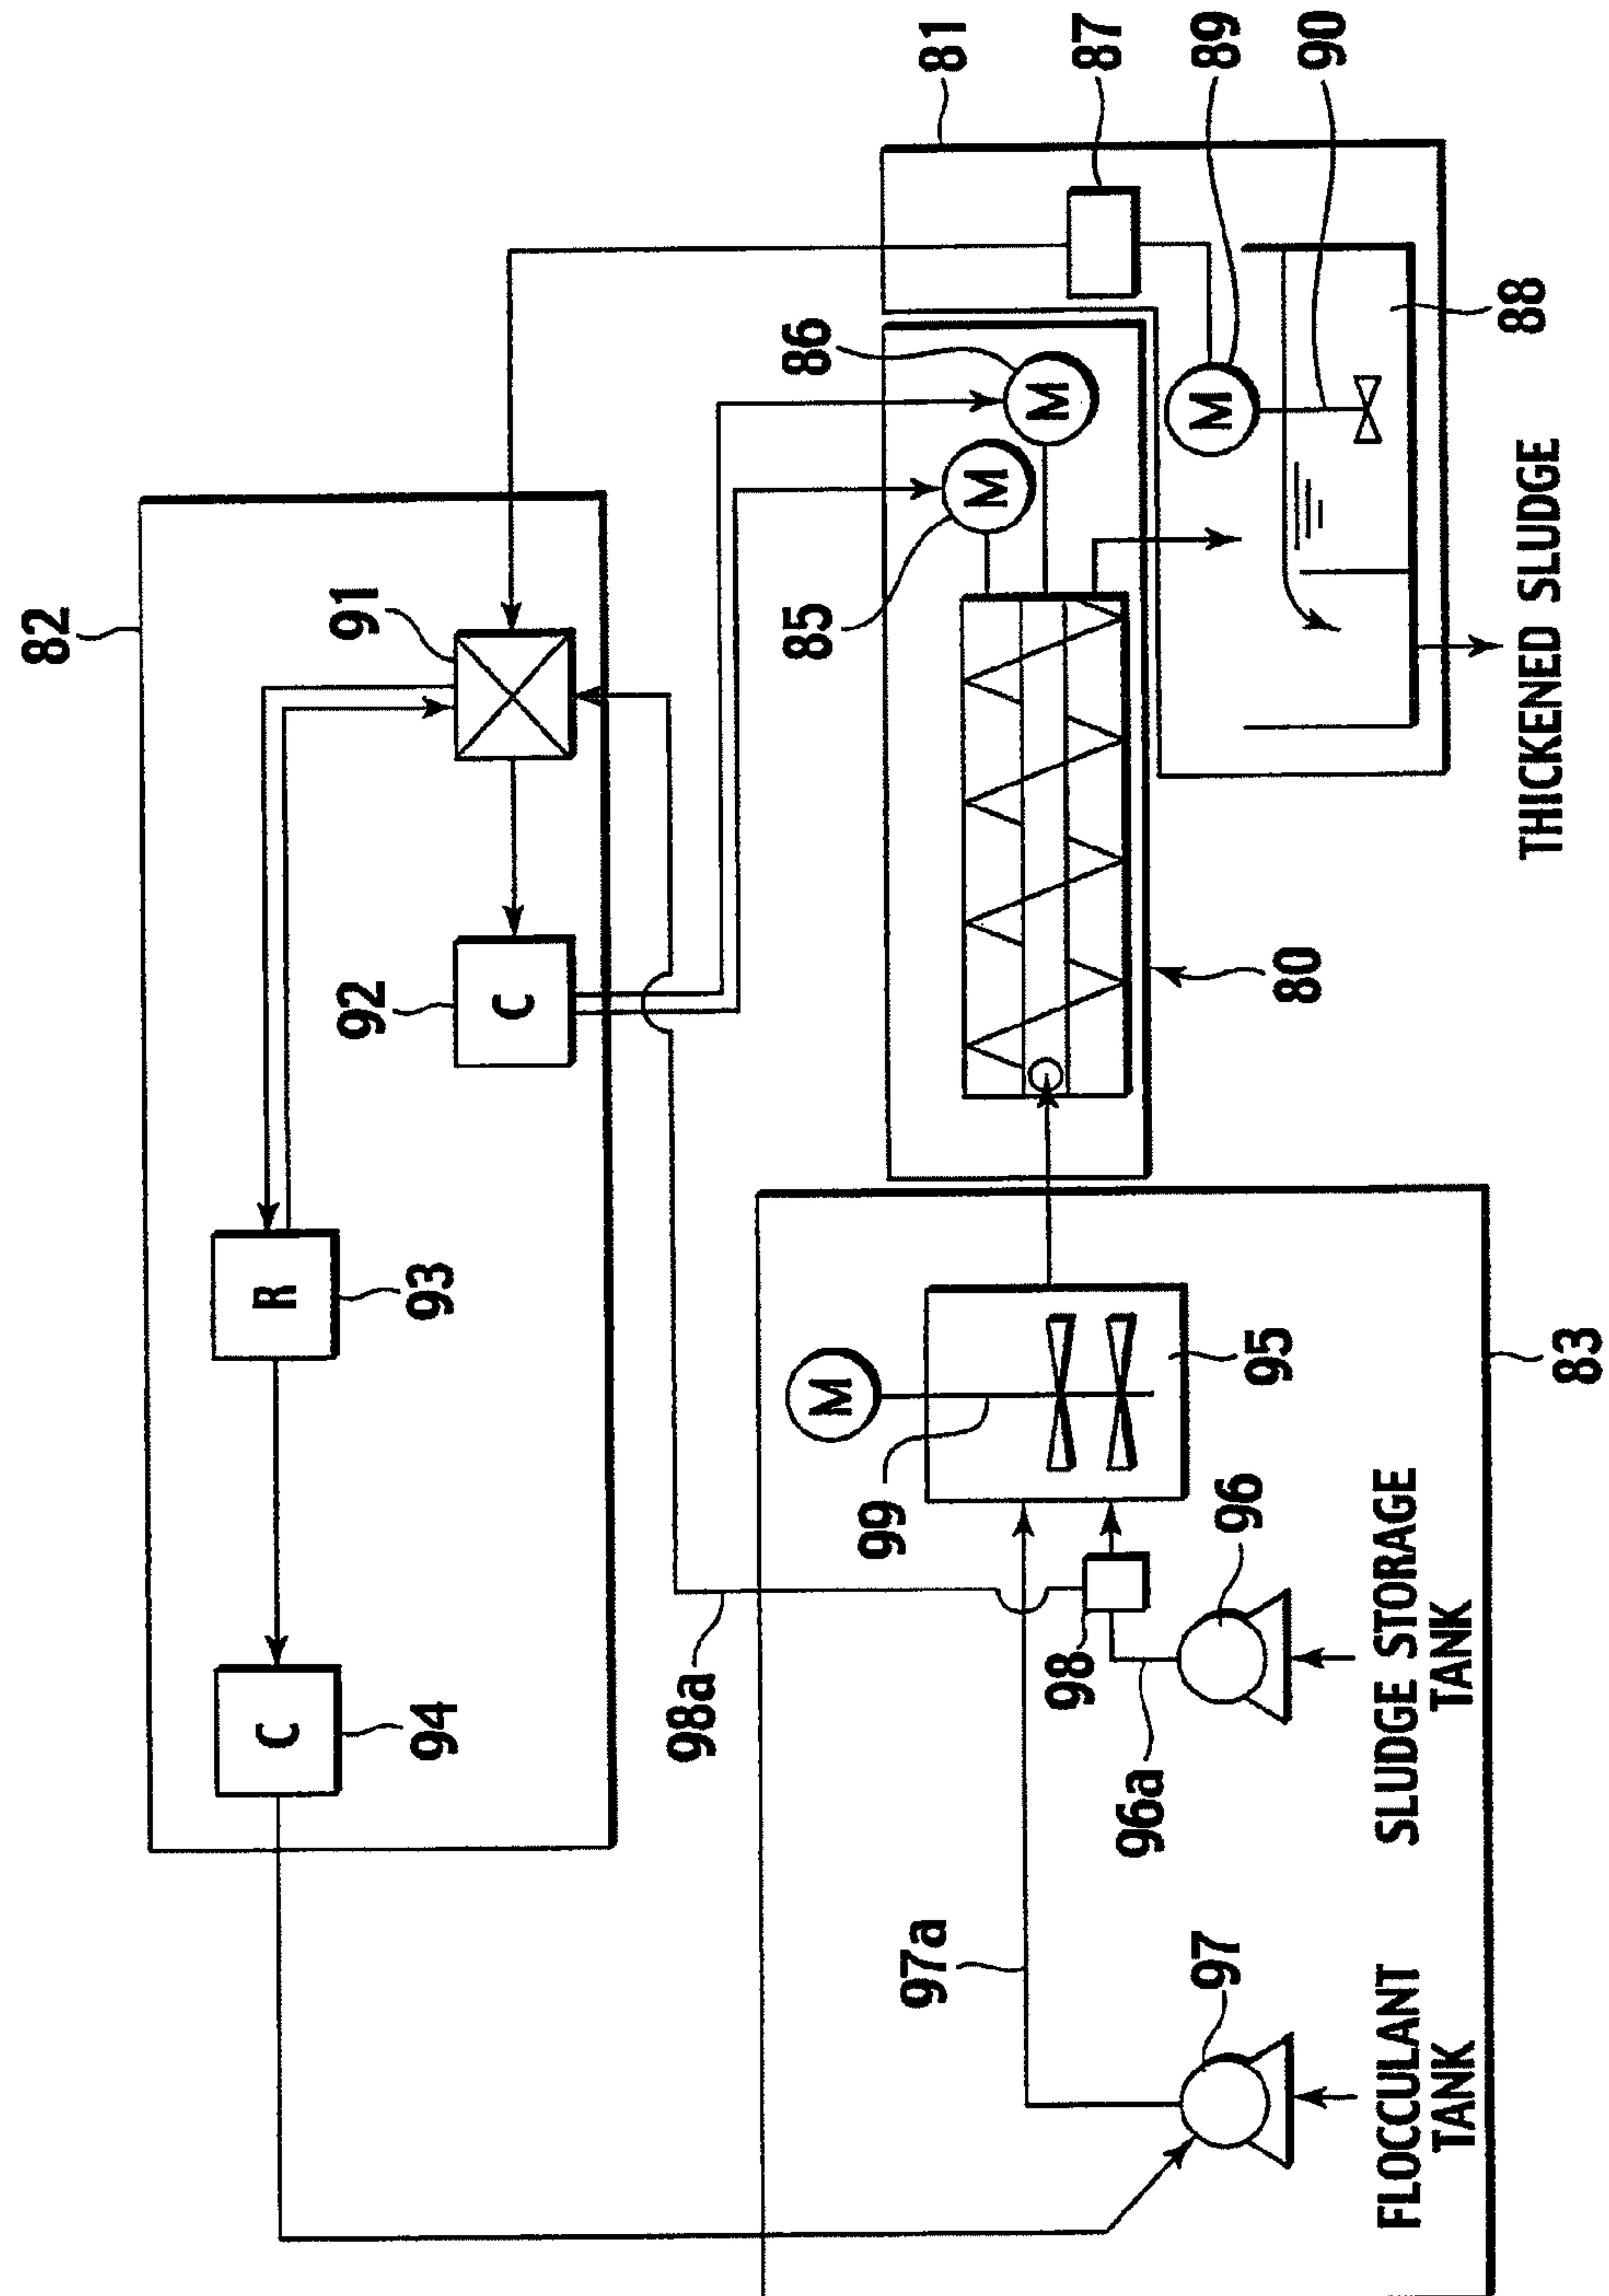 82
C
R
91
92
94
93
C
98a
85
86
M
99
97a
81
M
M
98
87
96a
97
M
89
96
95
80
90
FLOCCULANT
TANK
SLUDGE STORAGE
TANK
88
THICKENED SLUDGE
83